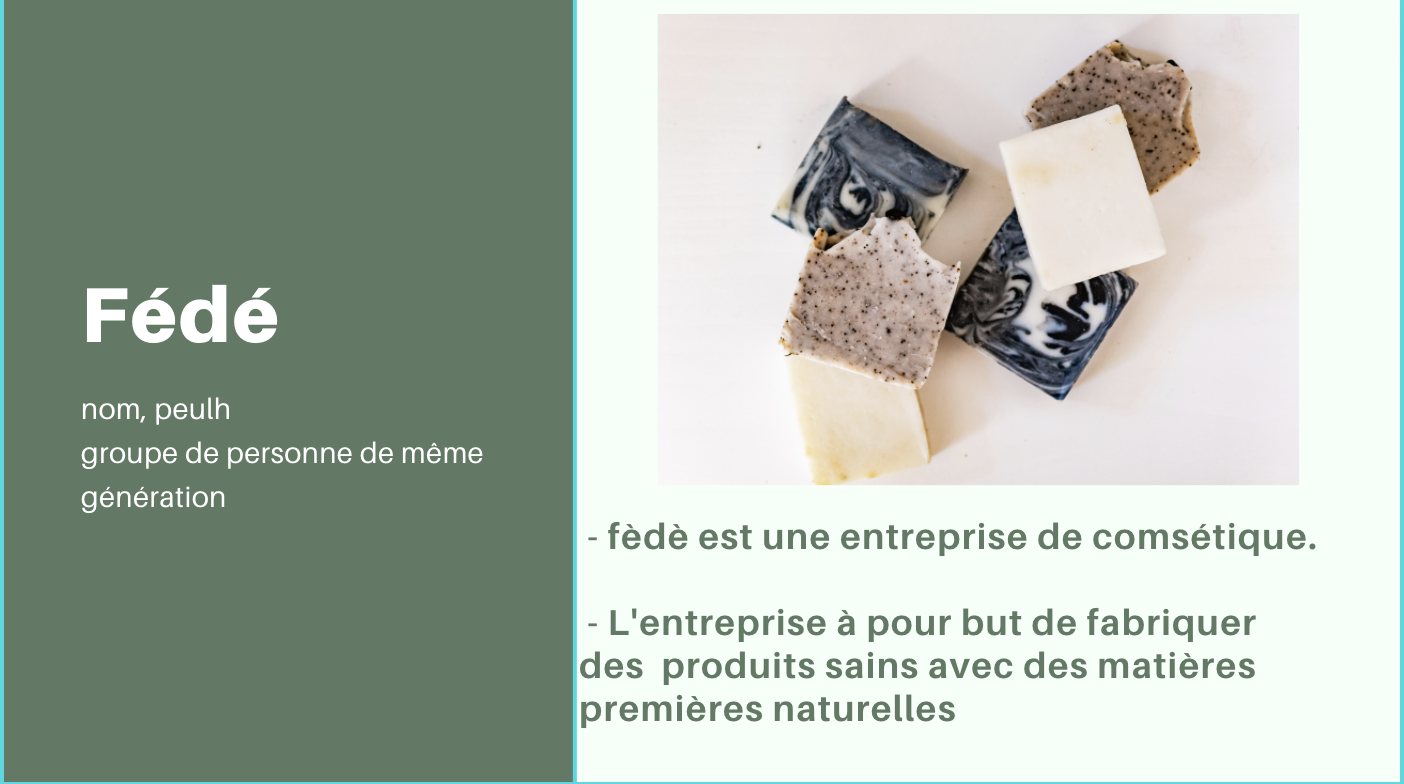 Fédé
nom, peulh
groupe de personne de même
génération
- fèdè est une entreprise de comsétique.
- L'entreprise à pour but de fabriquer
des  produits sains avec des matières
premières naturelles